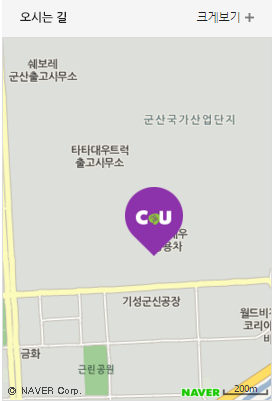 오시는 길
크게보기 +
쉐보레
군산출고사무소
군산국가산업단지
타타대우트럭
출고사무소
CU
기성군산공장
월드비
코리아
금화
근린공원
© NAVER Corp.
NAVER
200m